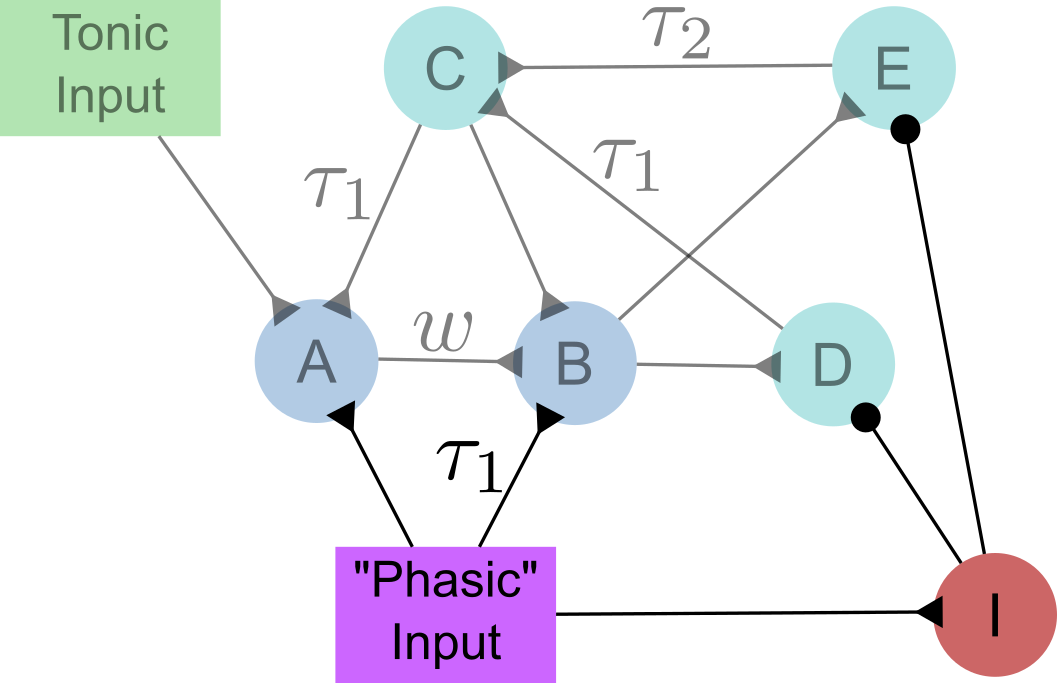 Tonic
Input
C
τ2
E
τ1
τ1
A
w
B
D
τ1
"Phasic"
Input
I